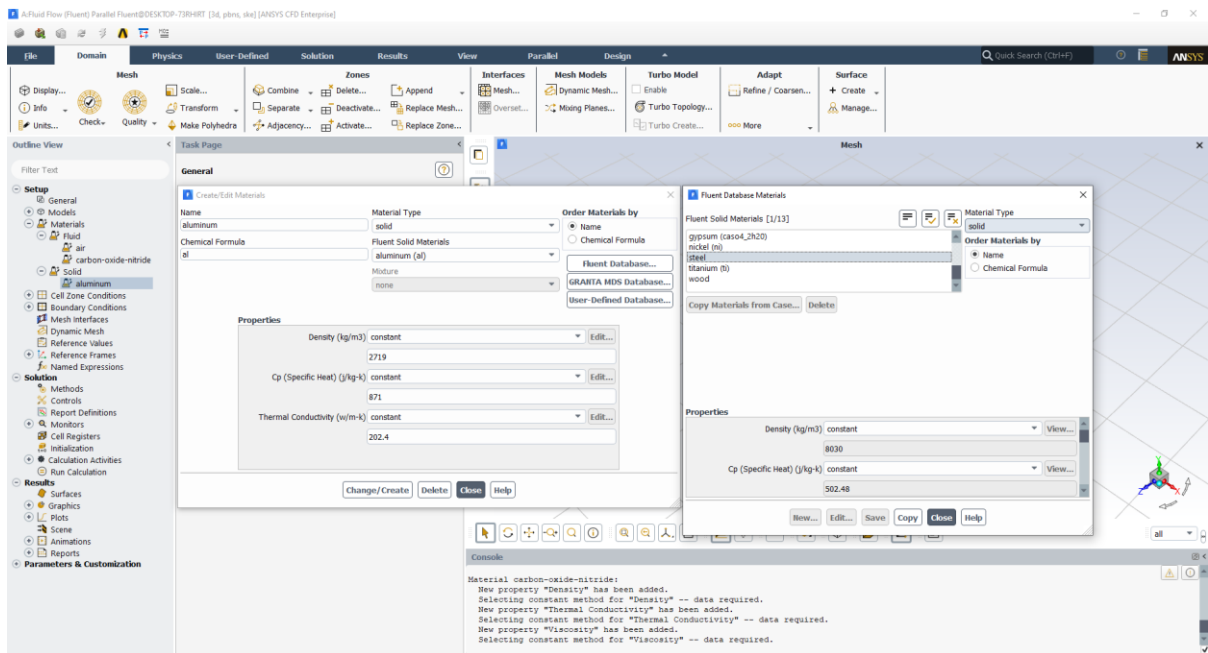 A:Fluid Flow (Fluent) Parallel Fluent@DESKTOP-73RHIRT [3d, pbns, ske] [ANSYS CFD Enterprise]
File Domain Physics User-Defined Solution Results View Parallel Design
Quick Search (Ctrl+F)
ANSYS
Mesh
Display...
Info
Units...
Check
Quality
Scale...
Transform
Make Polyhedra
Zones
Combine Delete... Append
Separate Deactivate... Replace Mesh...
Adjacency... Activate... Replace Zone...
Interfaces
Mesh...
Overset...
Mesh Models
Dynamic Mesh...
Mixing Planes...
Turbo Model
Enable
Turbo Topology...
Turbo Create...
Adapt
Refine / Coarsen...
More
Surface
Create
Manage...
Outline View
Filter Text
Setup
General
Models
Materials
Fluid
air
carbon-oxide-nitride
Solid
aluminum
Cell Zone Conditions
Boundary Conditions
Mesh Interfaces
Dynamic Mesh
Reference Values
Reference Frames
Named Expressions
Solution
Methods
Controls
Report Definitions
Monitors
Cell Registers
Initialization
Calculation Activities
Run Calculation
Results
Surfaces
Graphics
Plots
Scene
Animations
Reports
Parameters & Customization
Task Page
General
Mesh
Create/Edit Materials
Name
aluminum
Chemical Formula
al
Material Type
solid
Fluent Solid Materials
aluminum (al)
Mixture
none
Order Materials by
Name
Chemical Formula
Fluent Database...
GRANTA MDS Database...
User-Defined Database...
Properties
Density (kg/m3) constant Edit...
2719
Cp (Specific Heat) (j/kg-k) constant Edit...
871
Thermal Conductivity (w/m-k) constant Edit...
202.4
Change/Create Delete Close Help
Fluent Database Materials
Fluent Solid Materials [1/13]
gypsum (caso4_2h20)
nickel (ni)
steel
titanium (ti)
wood
Material Type
solid
Order Materials by
Name
Chemical Formula
Copy Materials from Case... Delete
Properties
Density (kg/m3) constant View...
8030
Cp (Specific Heat) (j/kg-k) constant View...
502.48
New... Edit... Save Copy Close Help
all
Console
Material carbon-oxide-nitride:
New property "Density" has been added.
Selecting constant method for "Density" -- data required.
New property "Thermal Conductivity" has been added.
Selecting constant method for "Thermal Conductivity" -- data required.
New property "Viscosity" has been added.
Selecting constant method for "Viscosity" -- data required.